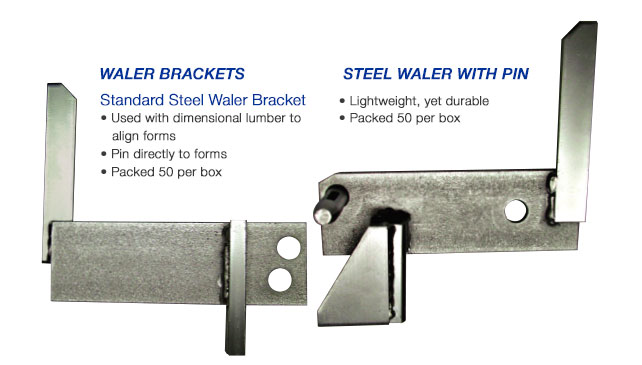 WALER BRACKETS
Standard Steel Waler Bracket
• Used with dimensional lumber to
align forms
• Pin directly to forms
• Packed 50 per box
STEEL WALER WITH PIN
• Lightweight, yet durable
• Packed 50 per box